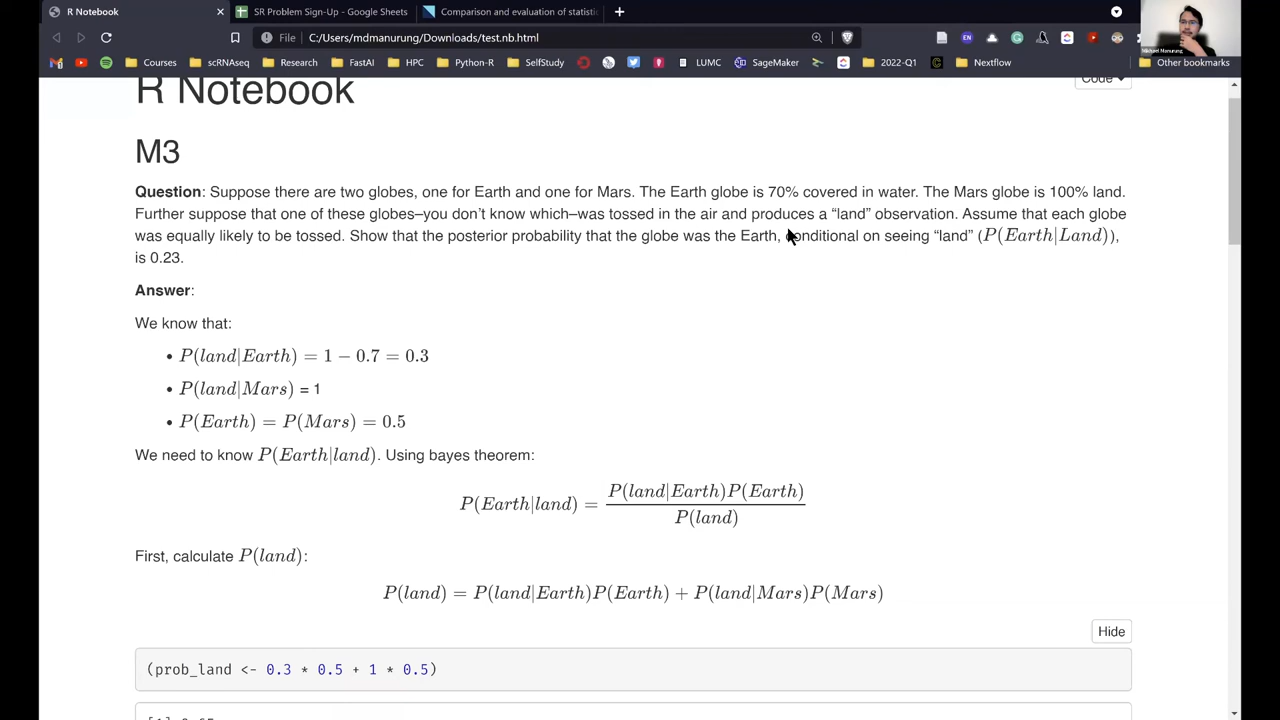 R Notebook
SR Problem Sign-Up - Google Sheets
Comparison and evaluation of statistic
File C:/Users/mdmanurung/Downloads/test.nb.html
Courses scRNAseq Research FastAI HPC Learn-R SelfStudy LUMC SageMaker 2022-Q1 Nextflow Other bookmarks
Michael Manurung
R Notebook
Code
M3
Question: Suppose there are two globes, one for Earth and one for Mars. The Earth globe is 70% covered in water. The Mars globe is 100% land.
Further suppose that one of these globes–you don't know which–was tossed in the air and produces a “land” observation. Assume that each globe
was equally likely to be tossed. Show that the posterior probability that the globe was the Earth, conditional on seeing “land” (P(Earth|Land)),
is 0.23.
Answer:
We know that:
• P(land|Earth) = 1 − 0.7 = 0.3
• P(land|Mars) = 1
• P(Earth) = P(Mars) = 0.5
We need to know P(Earth|land). Using bayes theorem:
P(Earth|land) = P(land|Earth)P(Earth)
P(land)
First, calculate P(land):
P(land) = P(land|Earth)P(Earth) + P(land|Mars)P(Mars)
Hide
(prob_land <- 0.3 * 0.5 + 1 * 0.5)